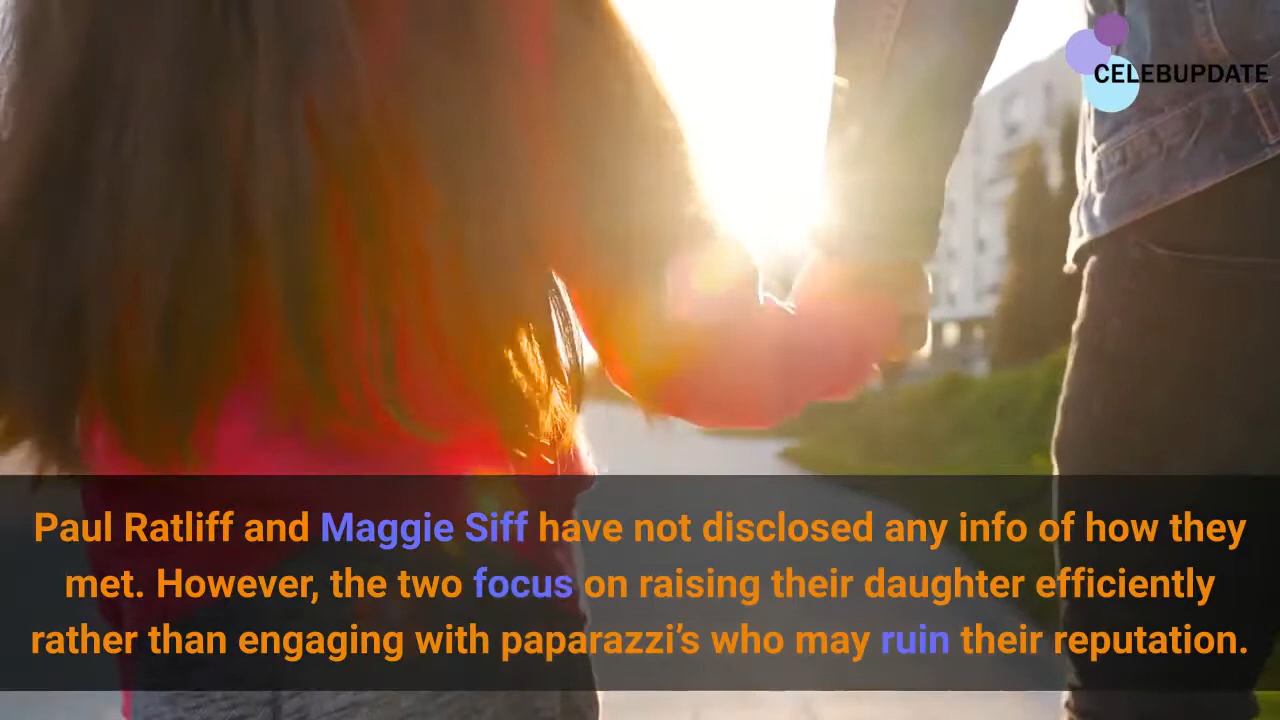 CELEBUPDATE
Paul Ratliff and Maggie Siff have not disclosed any info of how they
met. However, the two focus on raising their daughter efficiently
rather than engaging with paparazzi’s who may ruin their reputation.